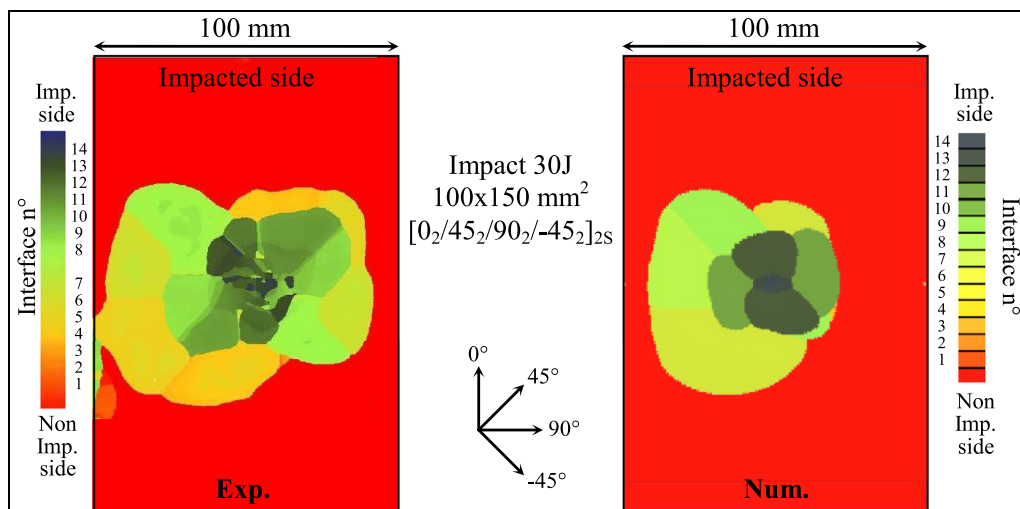 100 mm
100 mm
Impacted side
Impacted side
Imp.
side
14
13
12
11
10
9
8
7
6
5
4
3
2
1
Interface n°
Non
Imp.
side
Exp.
Impact 30J
100x150 mm²
[0₂/45₂/90₂/-45₂]₂S
0°
45°
90°
-45°
Imp.
side
14
13
12
11
10
9
8
7
6
5
4
3
2
1
Interface n°
Non
Imp.
side
Num.